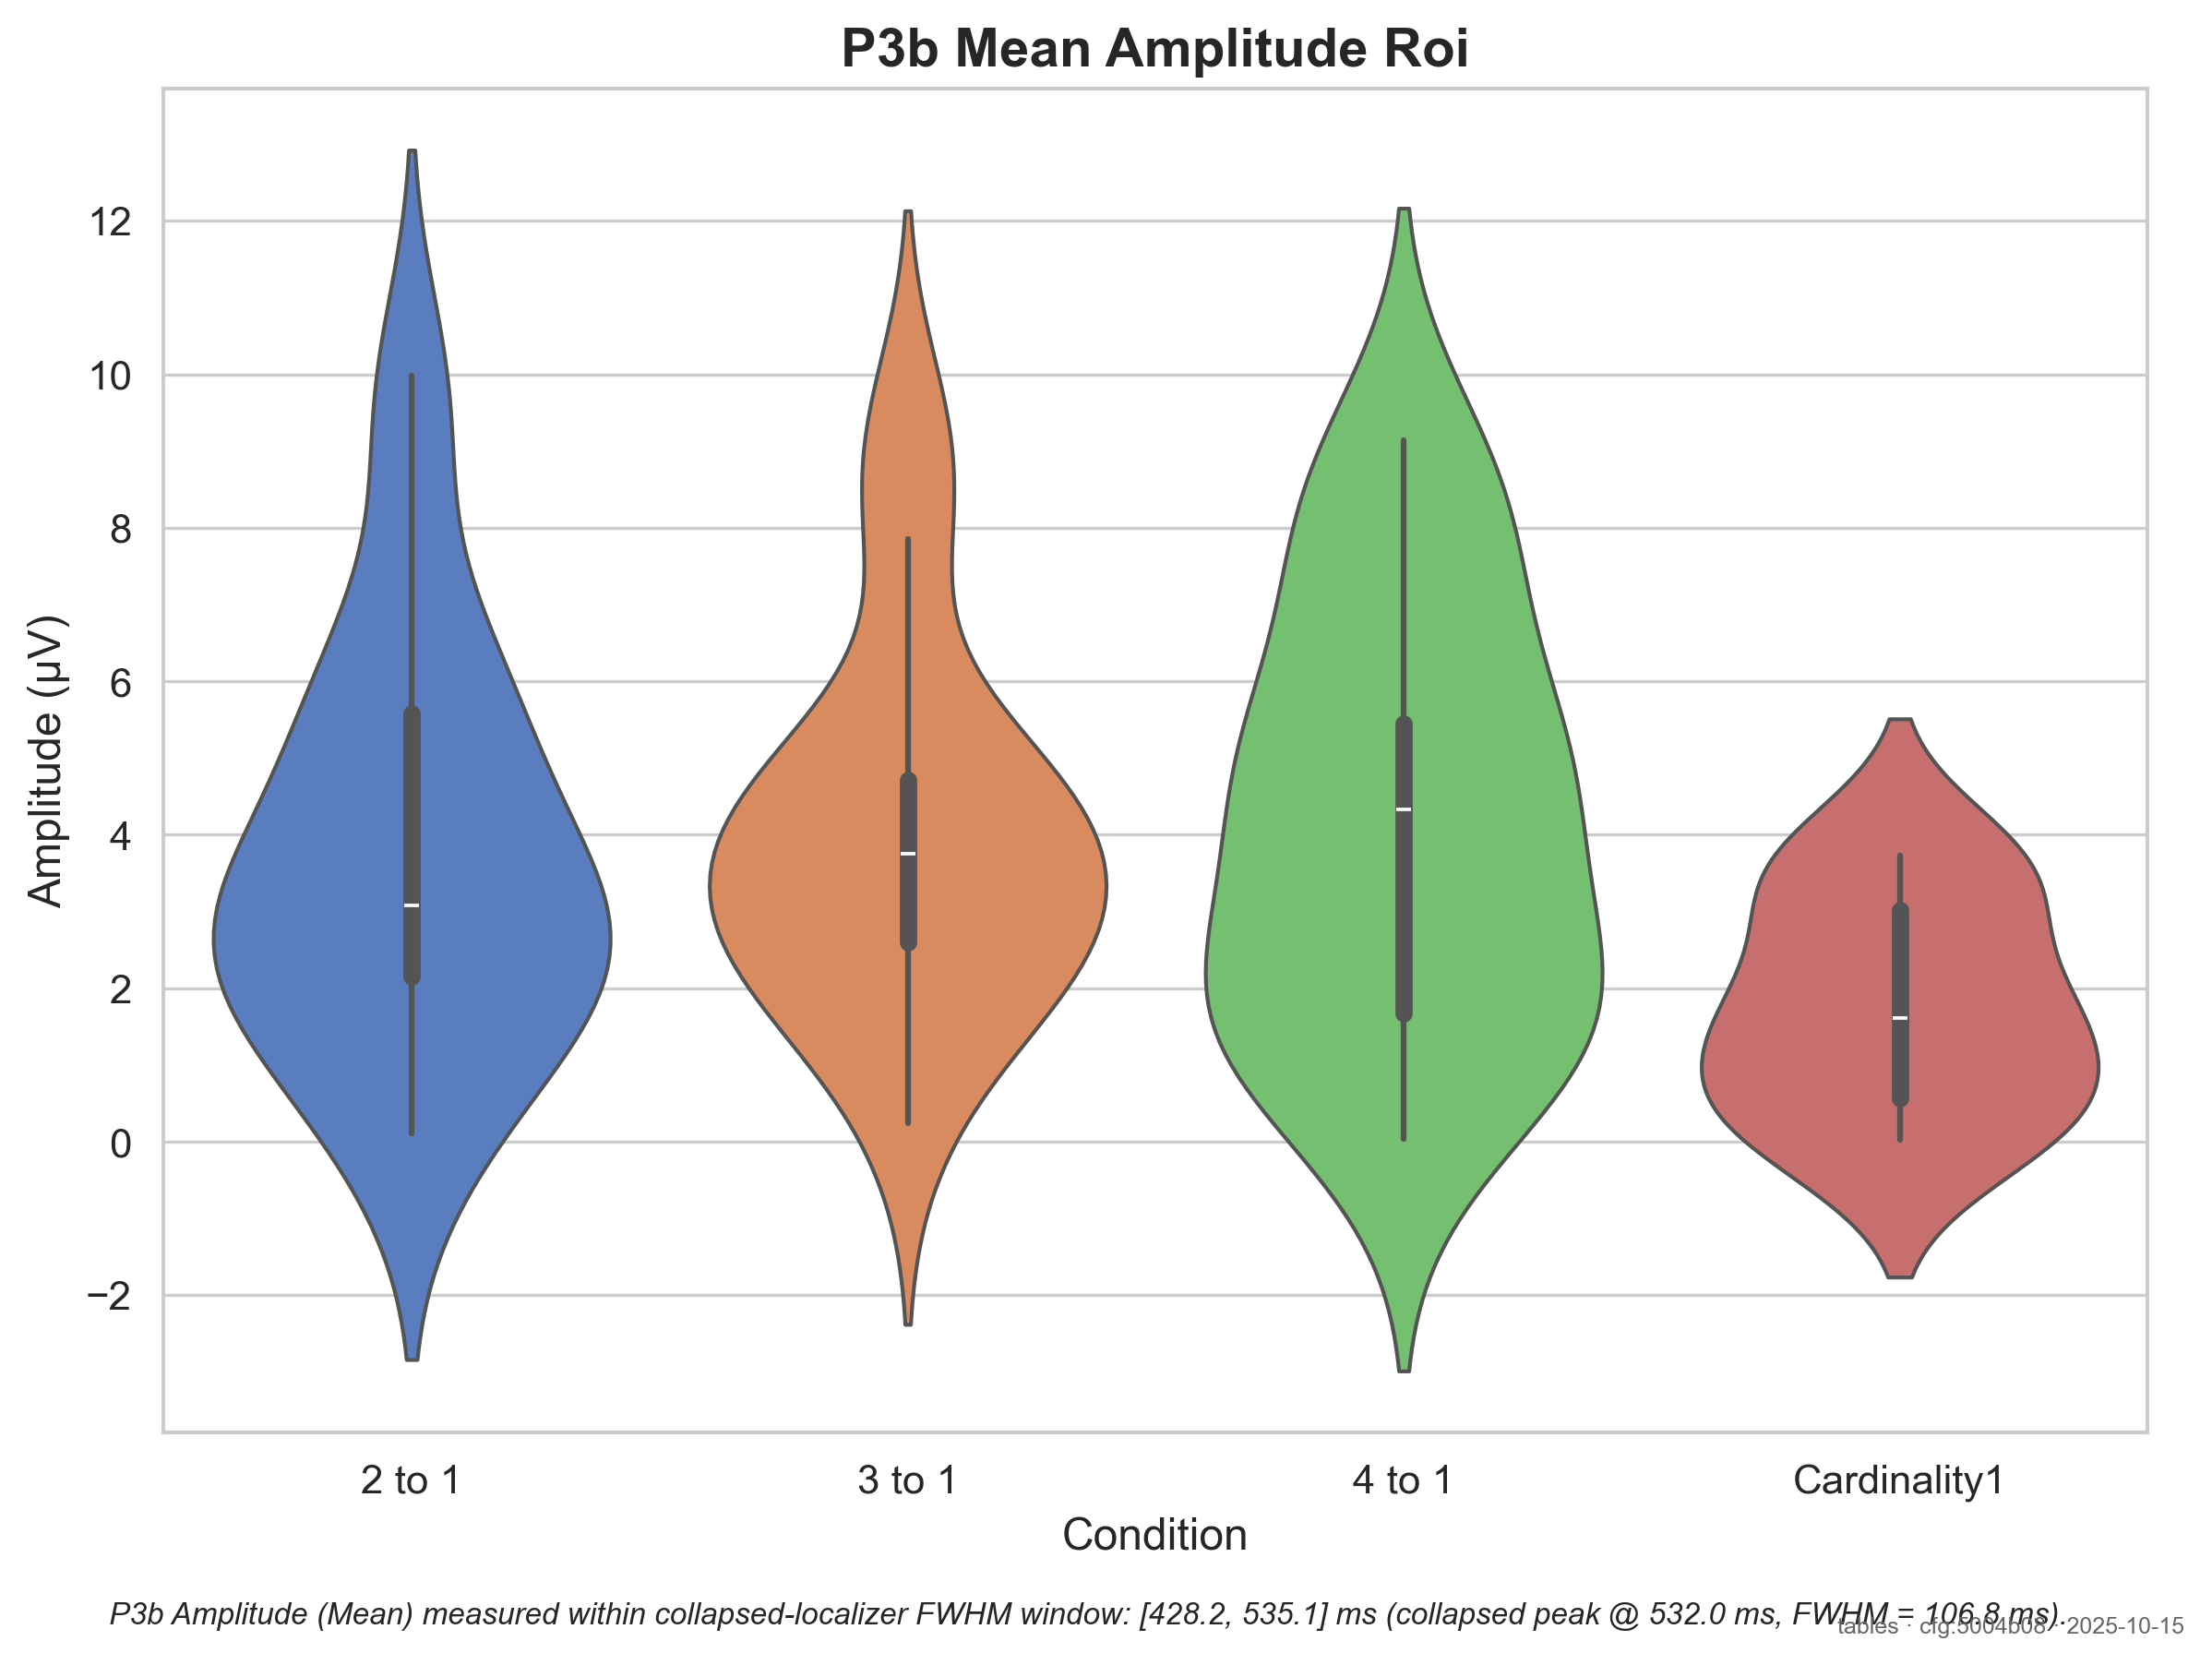 P3b Mean Amplitude Roi
12
10
8
6
4
2
0
−2
Amplitude (µV)
2 to 1 3 to 1 4 to 1 Cardinality1
Condition
P3b Amplitude (Mean) measured within collapsed-localizer FWHM window: [428.2, 535.1] ms (collapsed peak @ 532.0 ms, FWHM = 106.8 ms).
tables · cfg:5004b08 · 2025-10-15